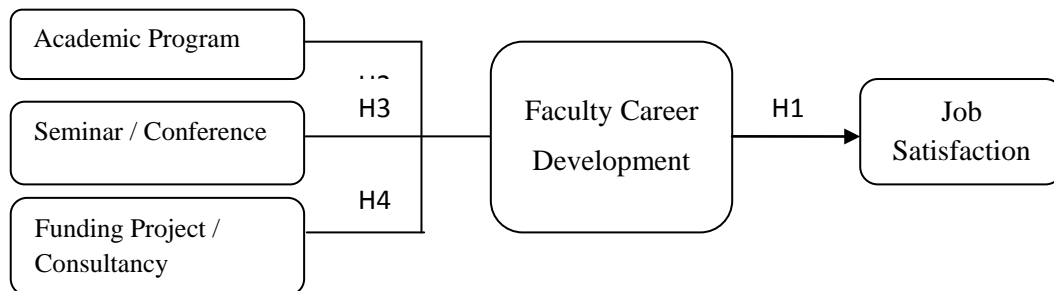 Academic Program
H3
Seminar / Conference
H4
Funding Project /
Consultancy
Faculty Career
Development
H1
Job
Satisfaction